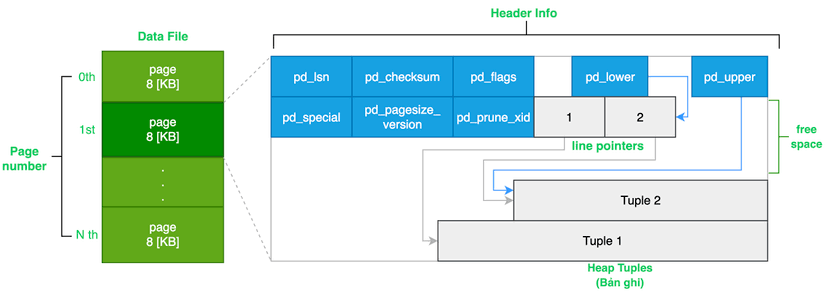 Header Info
Data File
0th
page
8 [KB]
pd_lsn
pd_checksum
pd_flags
pd_lower
pd_upper
1st
page
8 [KB]
pd_special
pd_pagesize_
version
pd_prune_xid
1
2
line pointers
free
space
Page
number
.
.
.
Tuple 2
N th
page
8 [KB]
Tuple 1
Heap Tuples
(Bản ghi)